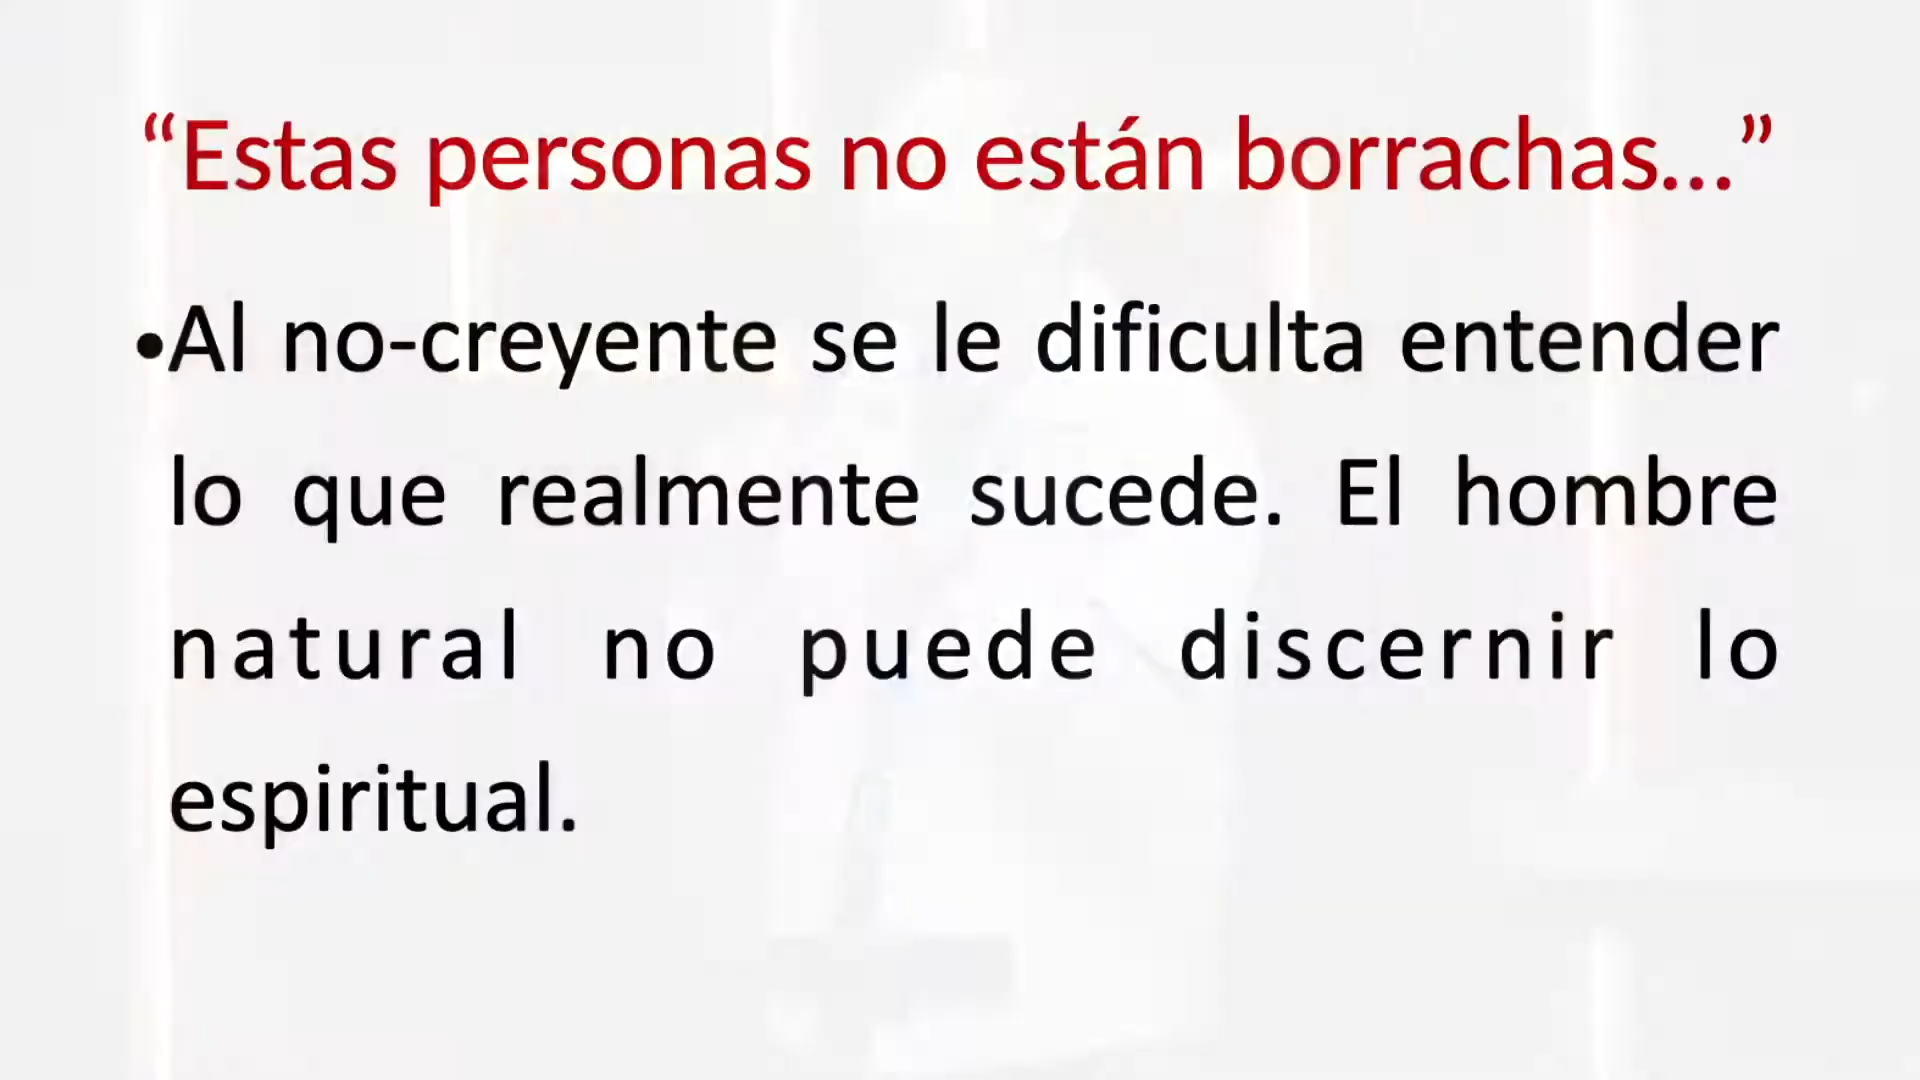 “Estas personas no están borrachas...”
•Al no-creyente se le dificulta entender
lo que realmente sucede. El hombre
natural no puede discernir lo
espiritual.